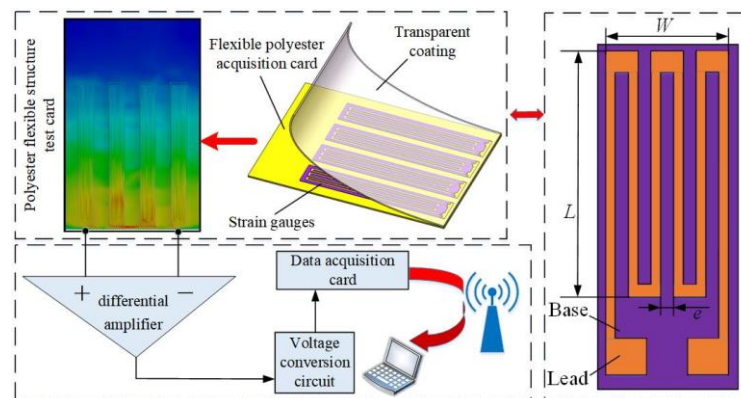 Polyester flexible structure
test card
Flexible polyester
acquisition card
Transparent
coating
Strain gauges
+
−
differential
amplifier
Data acquisition
card
Voltage
conversion
circuit
W
L
e
Base
Lead